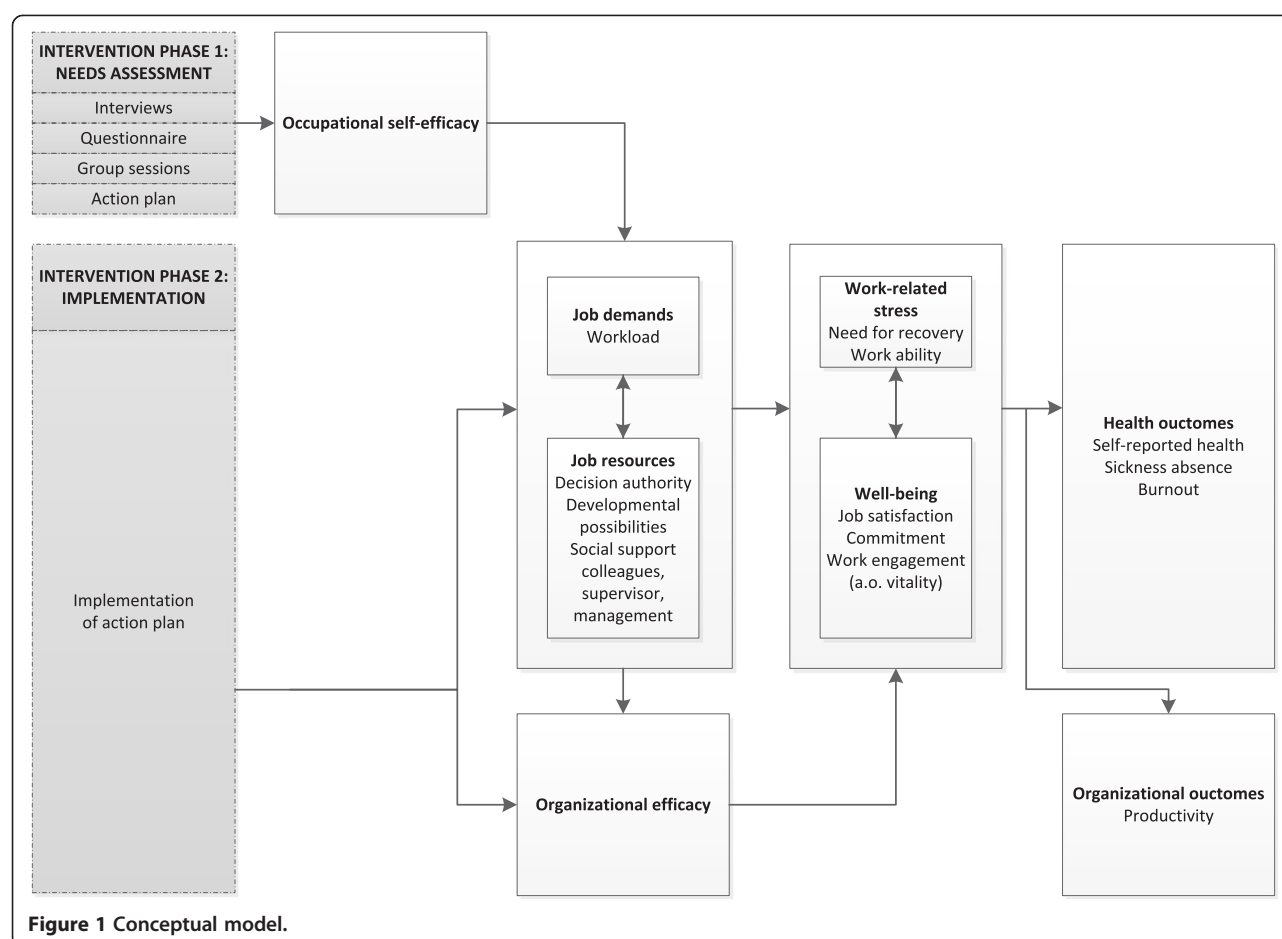 INTERVENTION PHASE 1:
NEEDS ASSESSMENT
Interviews
Questionnaire
Group sessions
Action plan
Occupational self-efficacy
INTERVENTION PHASE 2:
IMPLEMENTATION
Implementation
of action plan
Job demands
Workload
Job resources
Decision authority
Developmental
possibilities
Social support
colleagues,
supervisor,
management
Organizational efficacy
Work-related
stress
Need for recovery
Work ability
Well-being
Job satisfaction
Commitment
Work engagement
(a.o. vitality)
Health ouctomes
Self-reported health
Sickness absence
Burnout
Organizational ouctomes
Productivity
Figure 1 Conceptual model.